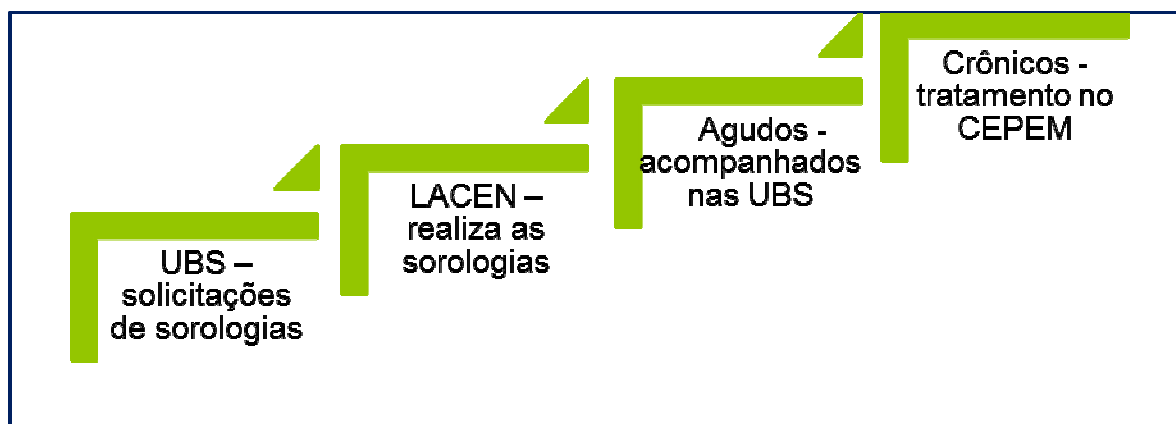 UBS –
solicitações
de sorologias
LACEN –
realiza as
sorologias
Agudos -
acompanhados
nas UBS
Crônicos -
tratamento no
CEPEM